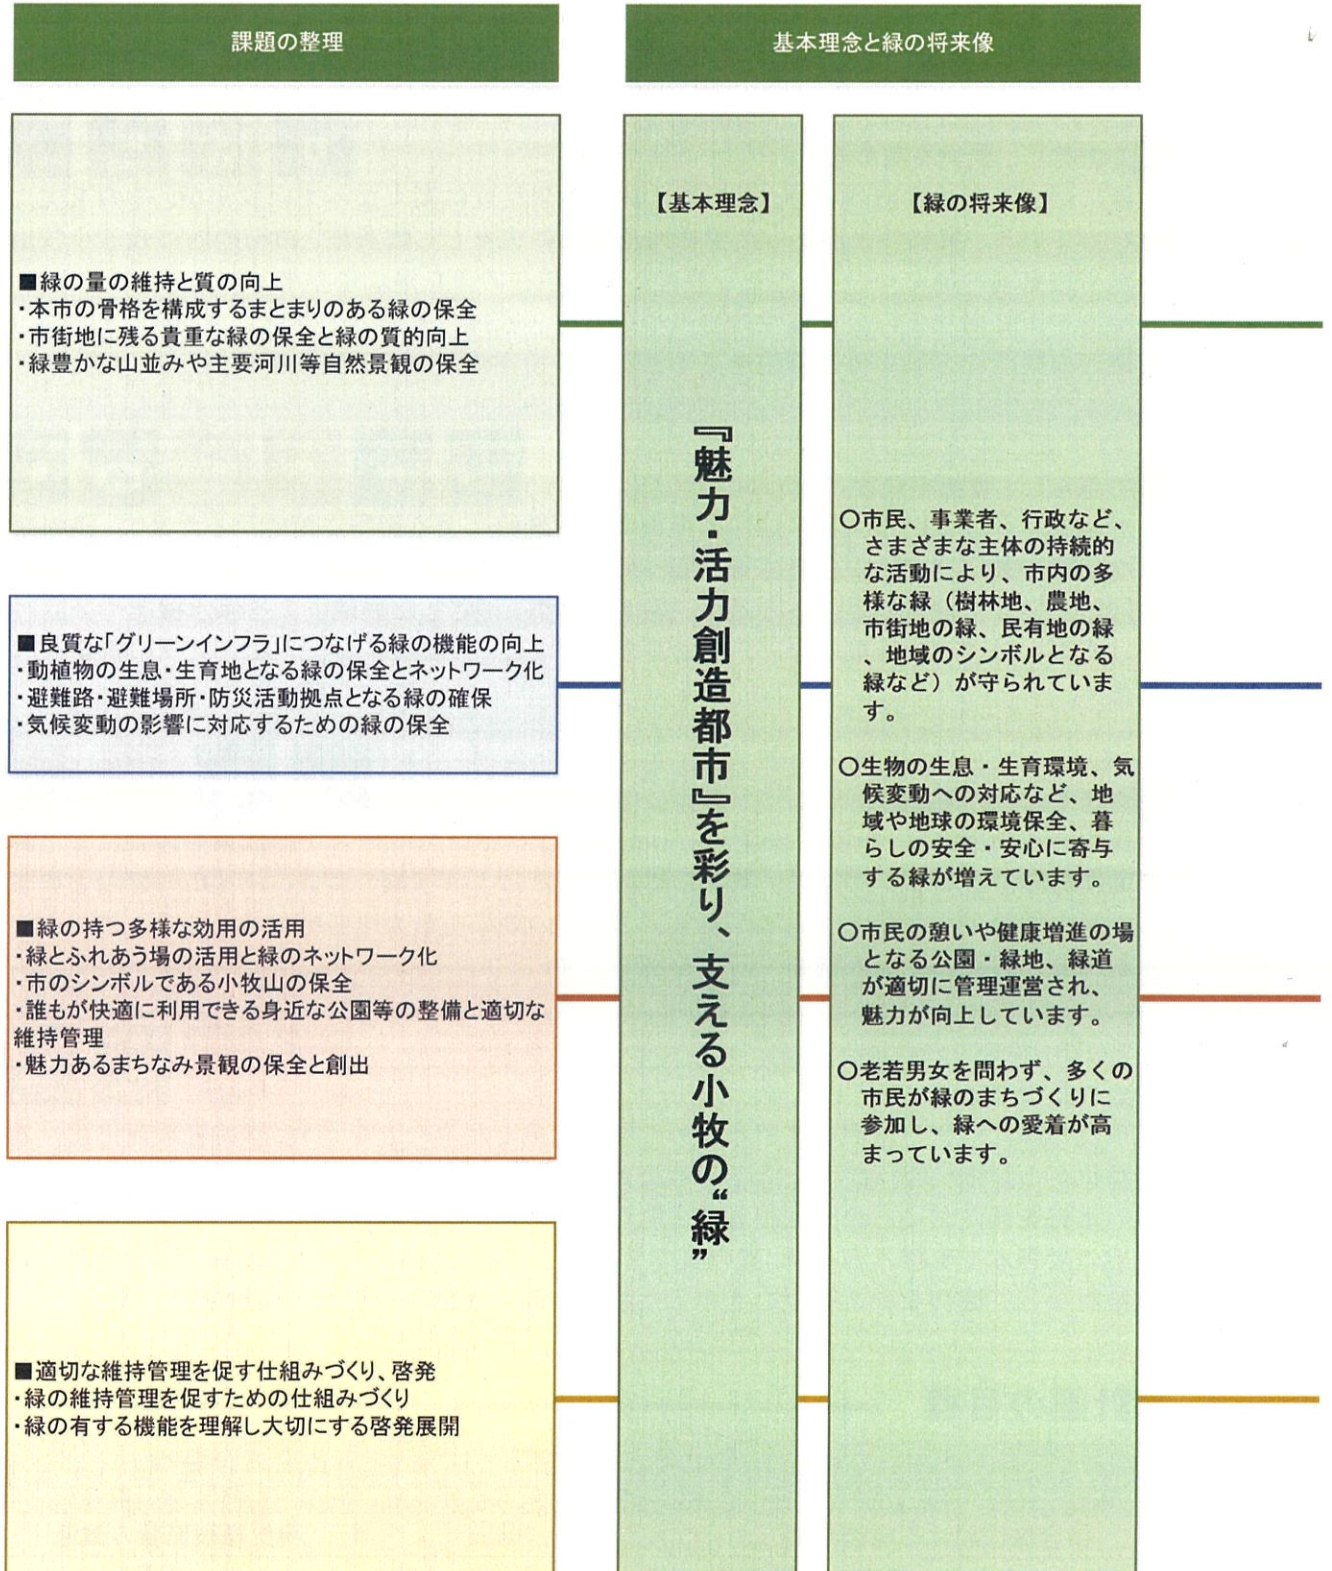 課題の整理
基本理念と緑の将来像
■緑の量の維持と質の向上
・本市の骨格を構成するまとまりのある緑の保全
・市街地に残る貴重な緑の保全と緑の質的向上
・緑豊かな山並みや主要河川等自然景観の保全
■良質な「グリーンインフラ」につなげる緑の機能の向上
・動植物の生息・生育地となる緑の保全とネットワーク化
・避難路・避難場所・防災活動拠点となる緑の確保
・気候変動の影響に対応するための緑の保全
■緑の持つ多様な効用の活用
・緑とふれあう場の活用と緑のネットワーク化
・市のシンボルである小牧山の保全
・誰もが快適に利用できる身近な公園等の整備と適切な
維持管理
・魅力あるまちなみ景観の保全と創出
■適切な維持管理を促す仕組みづくり、啓発
・緑の維持管理を促すための仕組みづくり
・緑の有する機能を理解し大切にする啓発展開
【基本理念】
『魅力・活力創造都市』を彩り、支える小牧の“緑”
【緑の将来像】
○市民、事業者、行政など、
さまざまな主体の持続的
な活動により、市内の多
様な緑（樹林地、農地、
市街地の緑、民有地の緑
、地域のシンボルとなる
緑など）が守られていま
す。
○生物の生息・生育環境、気
候変動への対応など、地
域や地球の環境保全、暮
らしの安全・安心に寄与
する緑が増えています。
○市民の憩いや健康増進の場
となる公園・緑地、緑道
が適切に管理運営され、
魅力が向上しています。
○老若男女を問わず、多くの
市民が緑のまちづくりに
参加し、緑への愛着が高
まっています。